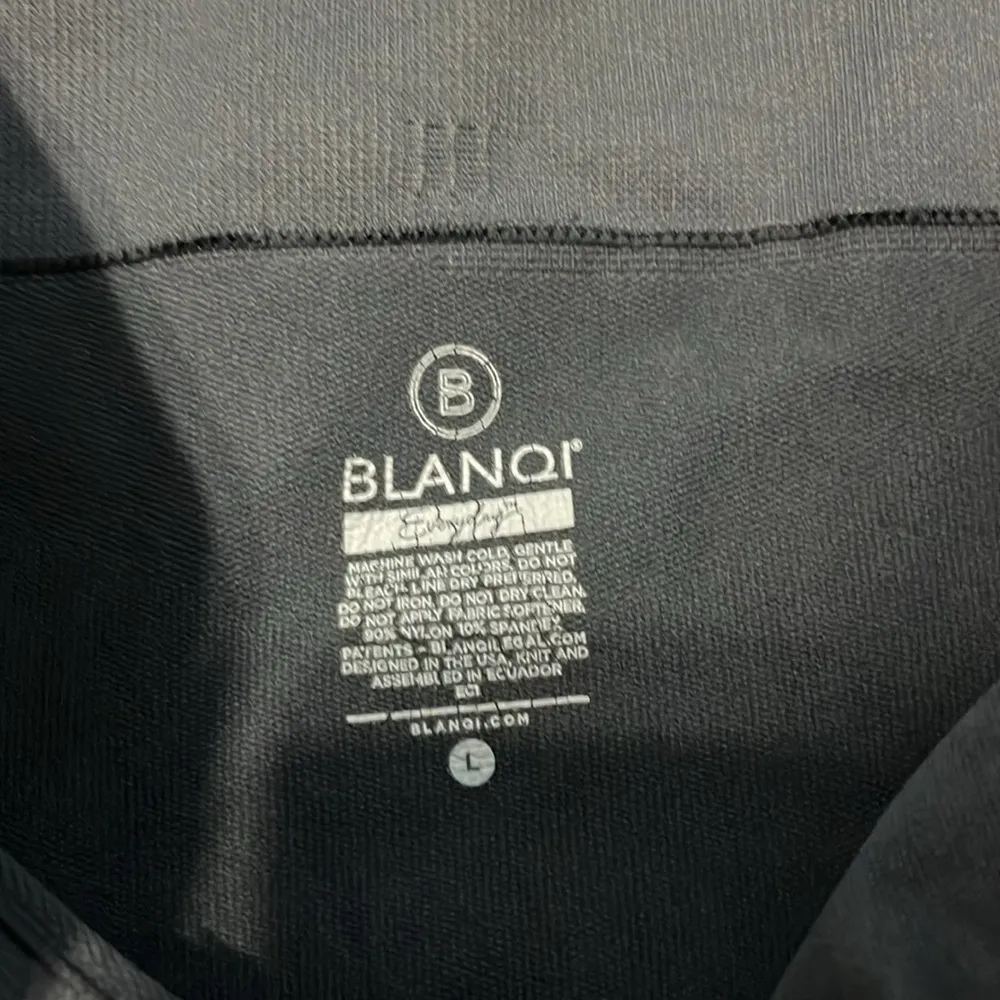 B
BLANQI®
Everyday™
MACHINE WASH COLD, GENTLE
WITH SIMILAR COLORS, DO NOT
BLEACH, LINE DRY PREFERRED,
DO NOT IRON, DO NOT DRY CLEAN,
DO NOT APPLY FABRIC SOFTENER.
90% NYLON 10% SPANDEX
PATENTS - BLANQILEGAL.COM
DESIGNED IN THE USA, KNIT AND
ASSEMBLED IN ECUADOR
EC1
BLANQI.COM
L